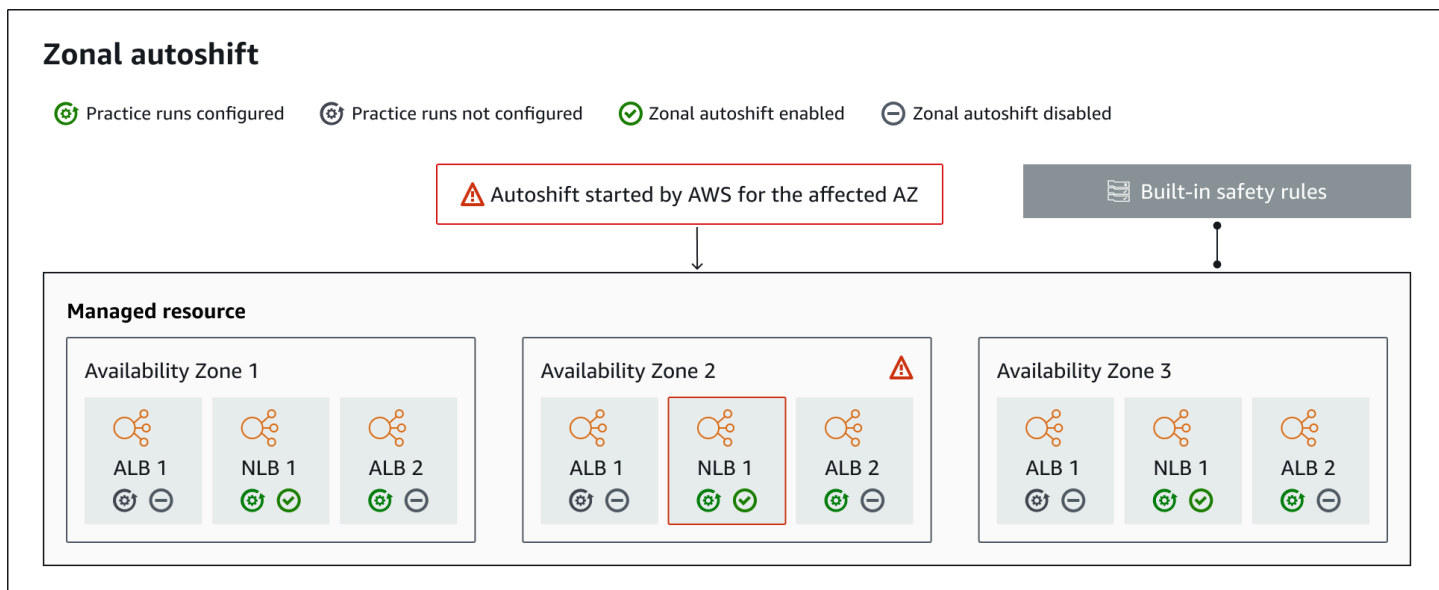 Zonal autoshift
Practice runs configured Practice runs not configured Zonal autoshift enabled Zonal autoshift disabled
Autoshift started by AWS for the affected AZ
Built-in safety rules
Managed resource
Availability Zone 1
ALB 1 NLB 1 ALB 2
Availability Zone 2
ALB 1 NLB 1 ALB 2
Availability Zone 3
ALB 1 NLB 1 ALB 2